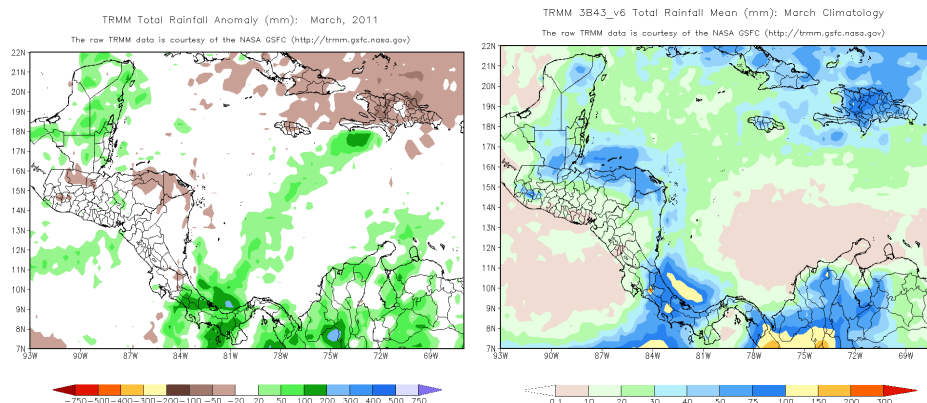 TRMM Total Rainfall Anomaly (mm): March, 2011
The raw TRMM data is courtesy of the NASA GSFC (http://trmm.gsfc.nasa.gov)
22N
21N
20N
19N
18N
17N
16N
15N
14N
13N
12N
11N
10N
9N
8N
7N
93W 90W 87W 84W 81W 78W 75W 72W 69W
-750 -500 -400 -300 -200 -100 -50 -20 20 50 100 200 300 400 500 750
TRMM 3B43_v6 Total Rainfall Mean (mm): March Climatology
The raw TRMM data is courtesy of the NASA GSFC (http://trmm.gsfc.nasa.gov)
22N
21N
20N
19N
18N
17N
16N
15N
14N
13N
12N
11N
10N
9N
8N
7N
93W 90W 87W 84W 81W 78W 75W 72W 69W
0.1 10 20 30 40 50 75 100 150 200 300